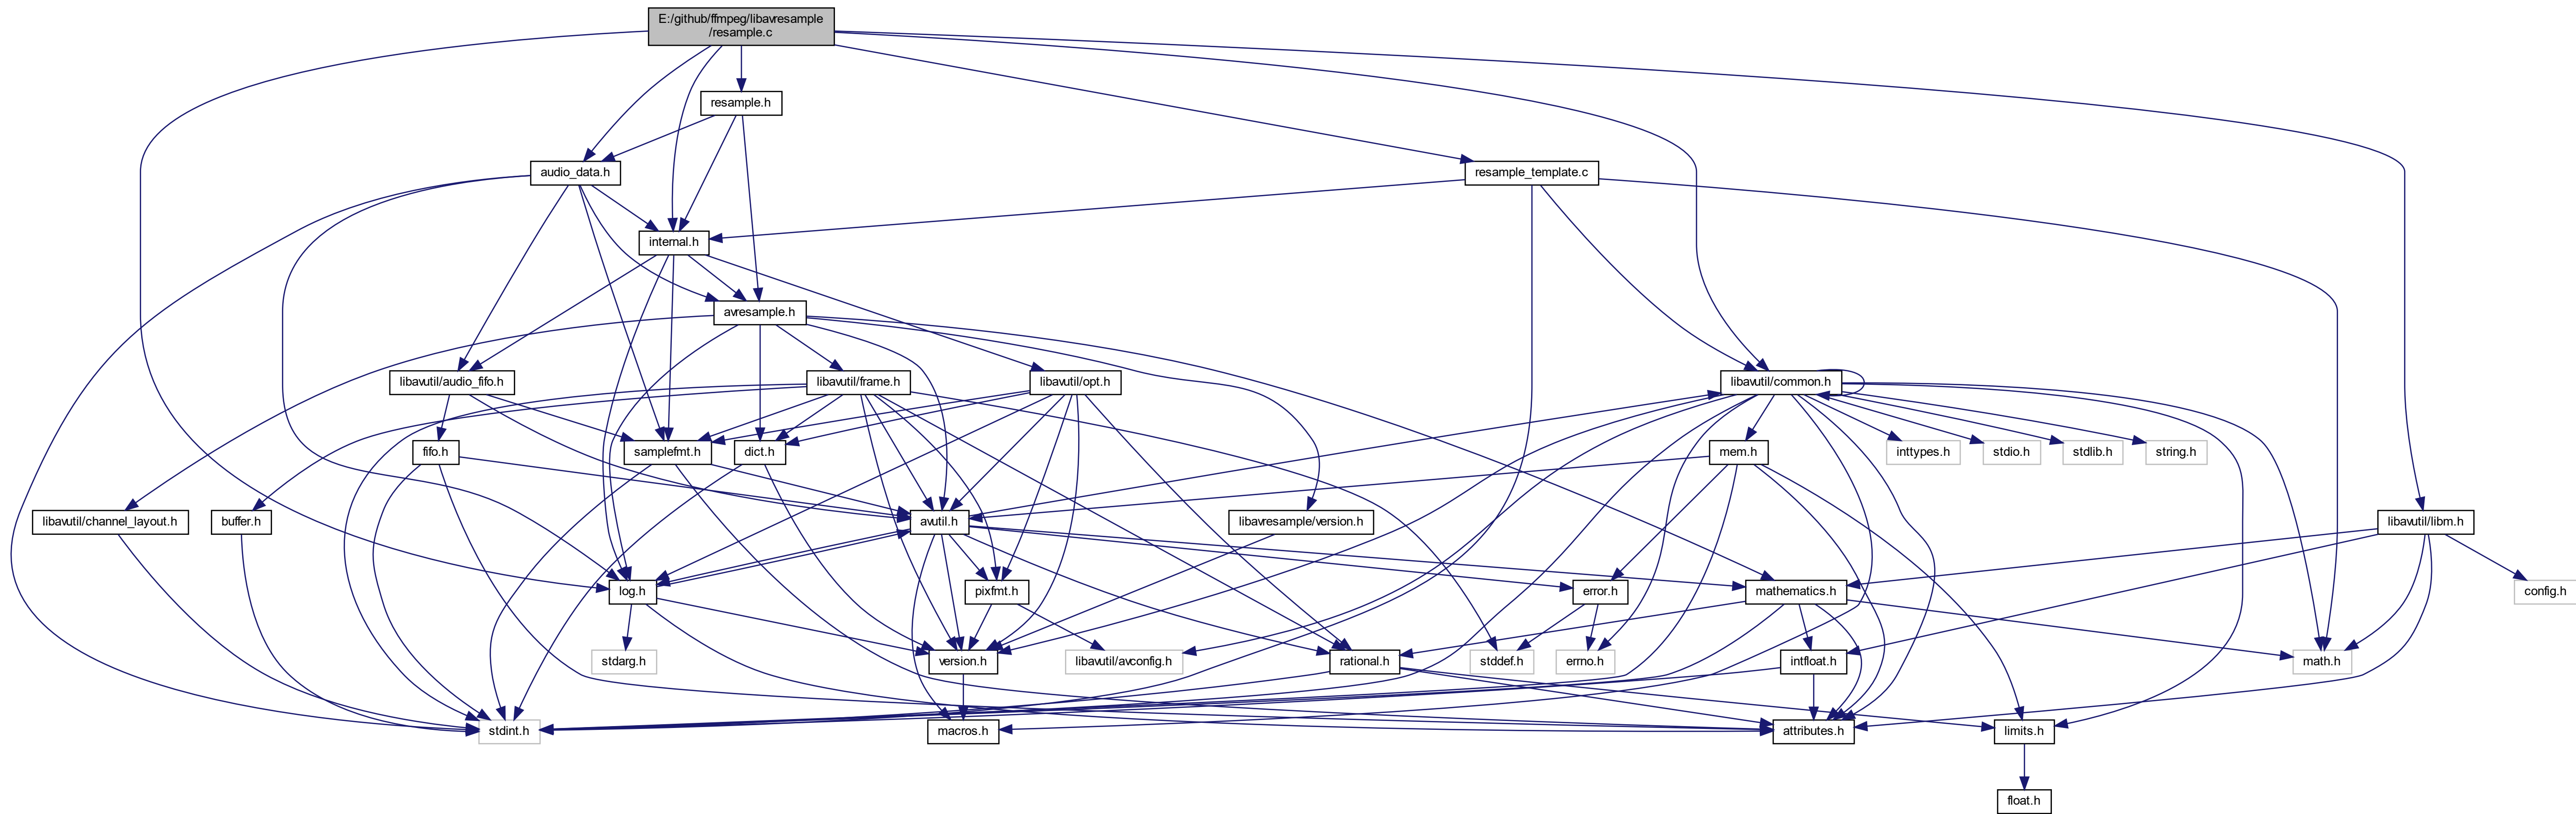 E:/github/ffmpeg/libavresample
/resample.c
resample.h
audio_data.h
resample_template.c
internal.h
avresample.h
libavutil/audio_fifo.h
libavutil/frame.h
libavutil/opt.h
libavutil/common.h
fifo.h
samplefmt.h
dict.h
mem.h
inttypes.h
stdio.h
stdlib.h
string.h
libavutil/channel_layout.h
buffer.h
avutil.h
libavresample/version.h
libavutil/libm.h
log.h
pixfmt.h
error.h
mathematics.h
config.h
stdarg.h
version.h
libavutil/avconfig.h
rational.h
stddef.h
errno.h
intfloat.h
math.h
stdint.h
macros.h
attributes.h
limits.h
float.h